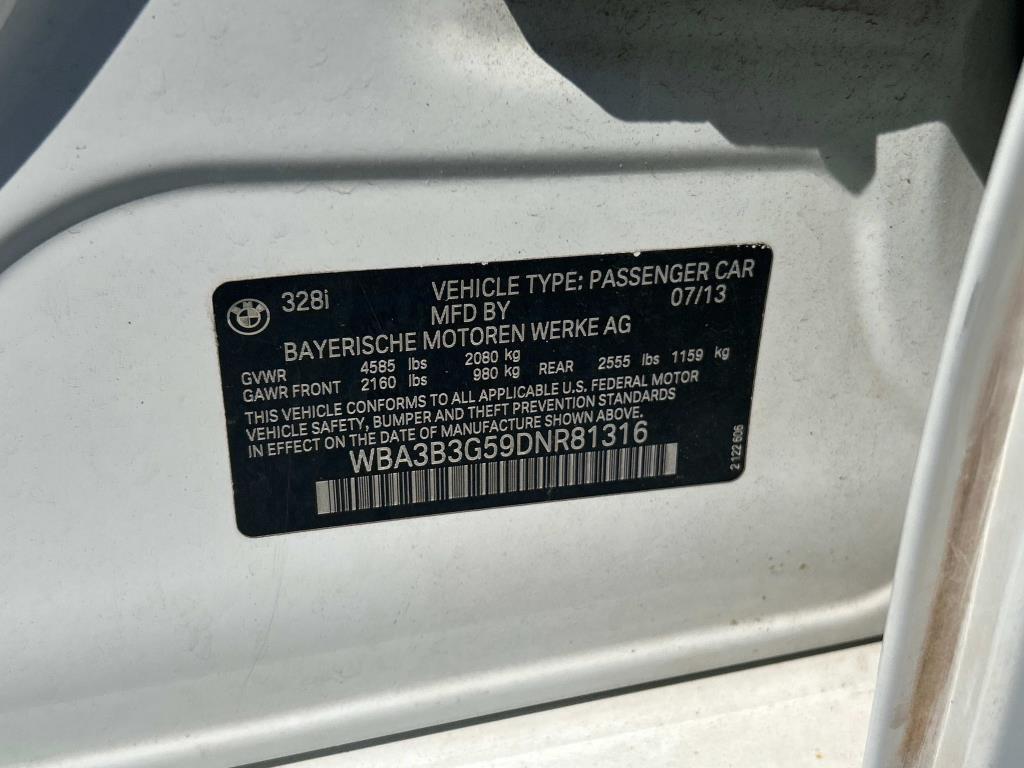 328i VEHICLE TYPE: PASSENGER CAR
MFD BY 07/13
BAYERISCHE MOTOREN WERKE AG
GVWR 4585 lbs 2080 kg
GAWR FRONT 2160 lbs 980 kg REAR 2555 lbs 1159 kg
THIS VEHICLE CONFORMS TO ALL APPLICABLE U.S. FEDERAL MOTOR
VEHICLE SAFETY, BUMPER AND THEFT PREVENTION STANDARDS
IN EFFECT ON THE DATE OF MANUFACTURE SHOWN ABOVE.
WBA3B3G59DNR81316
2 122 606